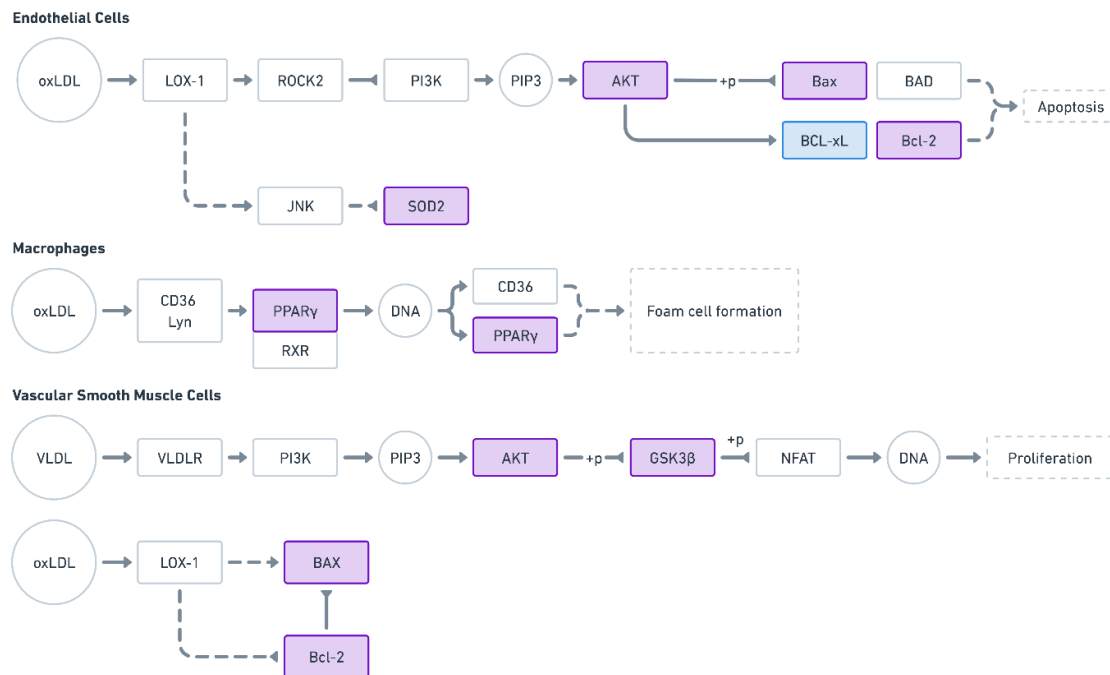 Endothelial Cells
oxLDL
LOX-1
ROCK2
PI3K
PIP3
AKT
+p
Bax
BAD
Apoptosis
BCL-xL
Bcl-2
JNK
SOD2
Macrophages
oxLDL
CD36
Lyn
PPARγ
RXR
DNA
CD36
PPARγ
Foam cell formation
Vascular Smooth Muscle Cells
VLDL
VLDLR
PI3K
PIP3
AKT
+p
GSK3β
+p
NFAT
DNA
Proliferation
oxLDL
LOX-1
BAX
Bcl-2